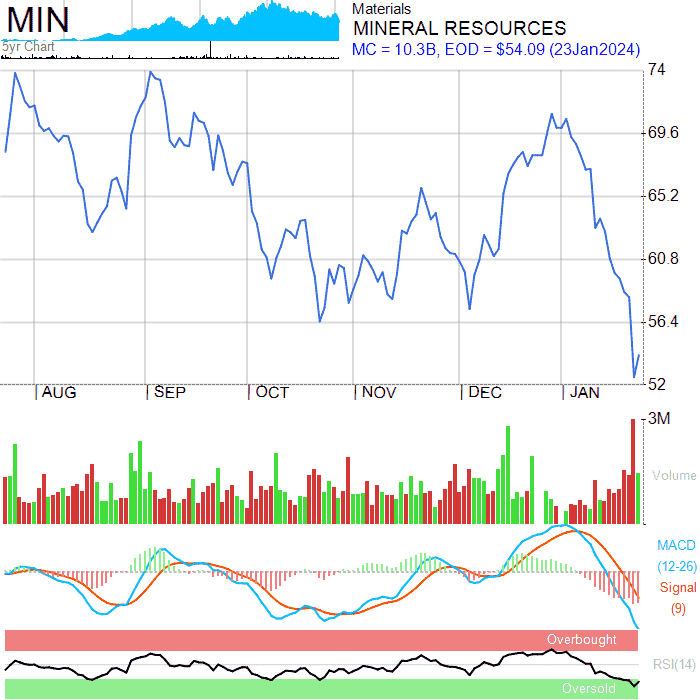 MIN
5yr Chart
Materials
MINERAL RESOURCES
MC = 10.3B, EOD = $54.09 (23Jan2024)
74
69.6
65.2
60.8
56.4
52
AUG SEP OCT NOV DEC JAN
3M
Volume
MACD
(12-26)
Signal
(9)
Overbought
RSI(14)
Oversold